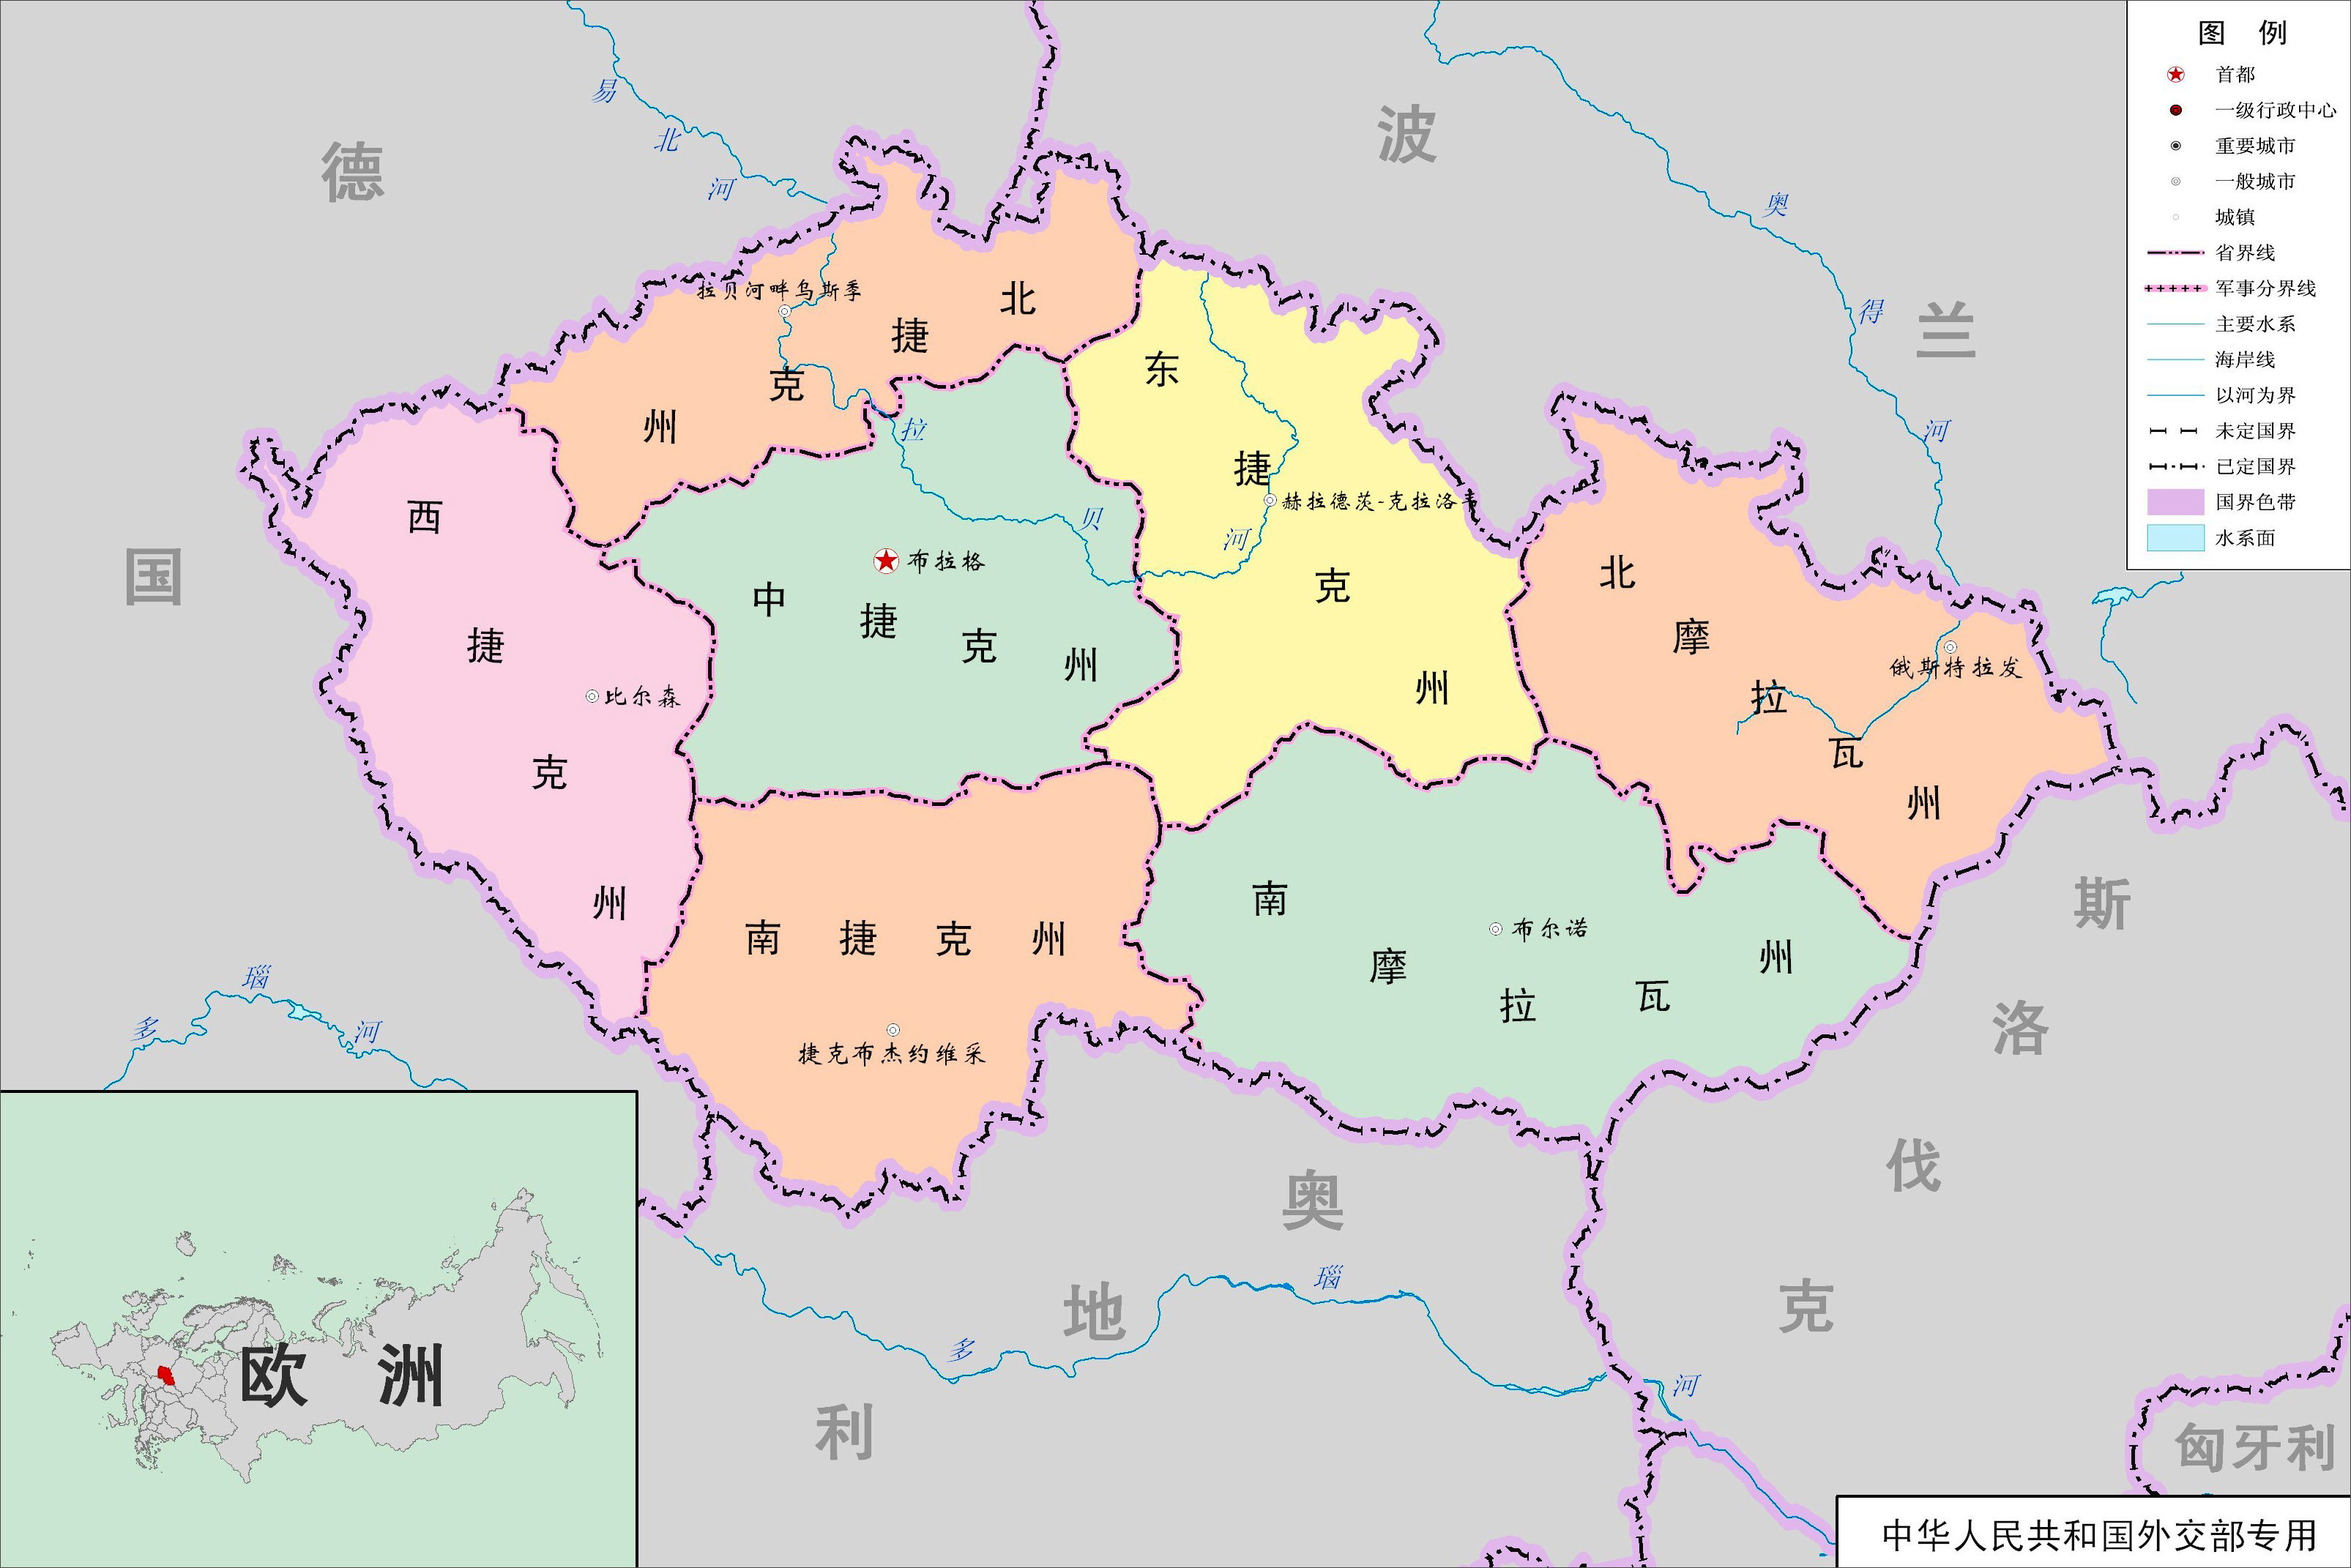 图 例
首都
一级行政中心
重要城市
一般城市
城镇
省界线
军事分界线
主要水系
海岸线
以河为界
未定国界
已定国界
国界色带
水系面
德国
波兰
斯洛伐克
奥地利
匈牙利
易北河
奥得河
拉贝河
多瑙河
多瑙河
北捷克州
拉贝河畔乌斯季
东捷克州
赫拉德茨-克拉洛韦
西捷克州
比尔森
中捷克州
布拉格
北摩拉瓦州
俄斯特拉发
南捷克州
捷克布杰约维采
南摩拉瓦州
布尔诺
欧洲
中华人民共和国外交部专用